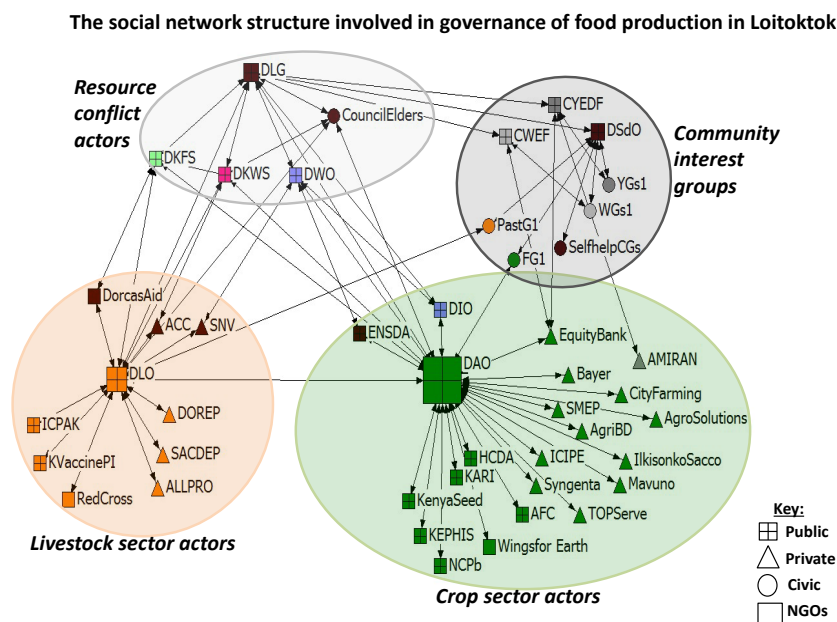 The social network structure involved in governance of food production in Loitoktok
Resource
conflict
actors
DLG
CouncilElders
DKFS
DKWS
DWO
CYEDF
CWEF
DSdO
YGs1
WGs1
PastG1
SelfhelpCGs
FG1
Community
interest
groups
DorcasAid
ACC
SNV
DLO
DOREP
ICPAK
SACDEP
KVaccinePI
ALLPRO
RedCross
Livestock sector actors
DIO
ENSDA
EquityBank
AMIRAN
DAO
Bayer
CityFarming
SMEP
AgroSolutions
AgriBD
HCDA
ICIPE
IlkisonkoSacco
KARI
Syngenta
Mavuno
KenyaSeed
AFC
TOPServe
KEPHIS
Wingsfor Earth
NCPb
Crop sector actors
Key:
Public
Private
Civic
NGOs